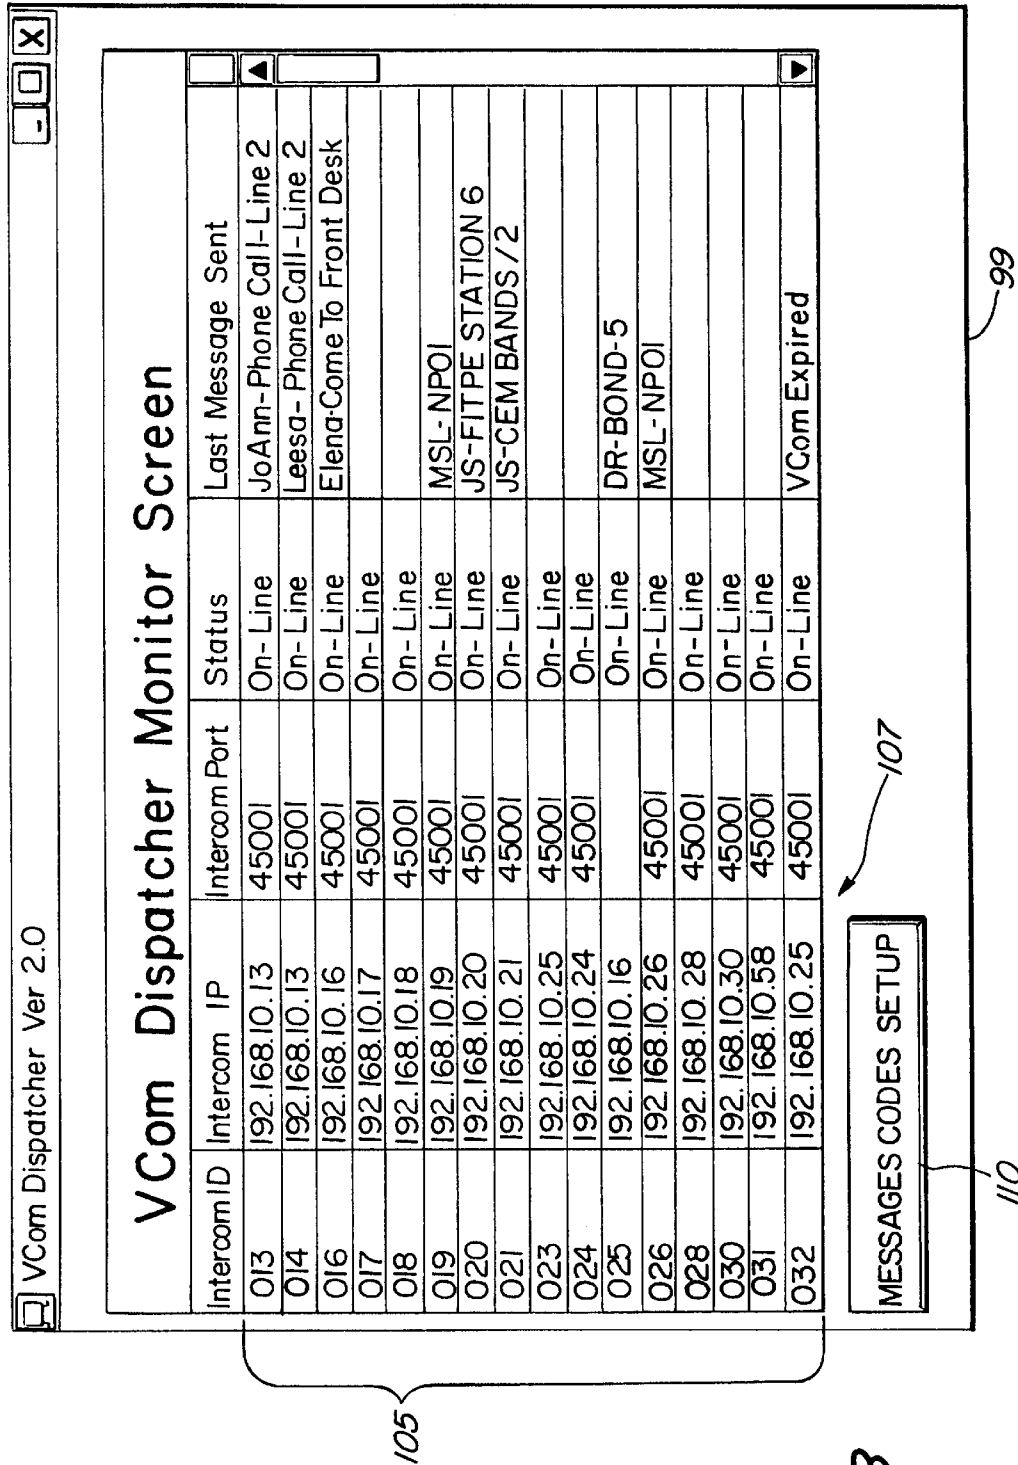 VCom Dispatcher Ver 2.0
VCom Dispatcher Monitor Screen
Intercom ID Intercom IP Intercom Port Status Last Message Sent
013 192.168.10.13 45001 On-Line JoAnn-Phone Call-Line 2
014 192.168.10.13 45001 On-Line Leesa-Phone Call-Line 2
016 192.168.10.16 45001 On-Line Elena-Come To Front Desk
017 192.168.10.17 45001 On-Line
018 192.168.10.18 45001 On-Line
019 192.168.10.19 45001 On-Line MSL-NP01
020 192.168.10.20 45001 On-Line JS-FITPE STATION 6
021 192.168.10.21 45001 On-Line JS-CEM BANDS/2
023 192.168.10.25 45001 On-Line
024 192.168.10.24 45001 On-Line
025 192.168.10.16 On-Line DR-BOND-5
026 192.168.10.26 45001 On-Line MSL-NP01
028 192.168.10.28 45001 On-Line
030 192.168.10.30 45001 On-Line
031 192.168.10.58 45001 On-Line
032 192.168.10.25 45001 On-Line VCom Expired
MESSAGES CODES SETUP
105
107
110
99
3